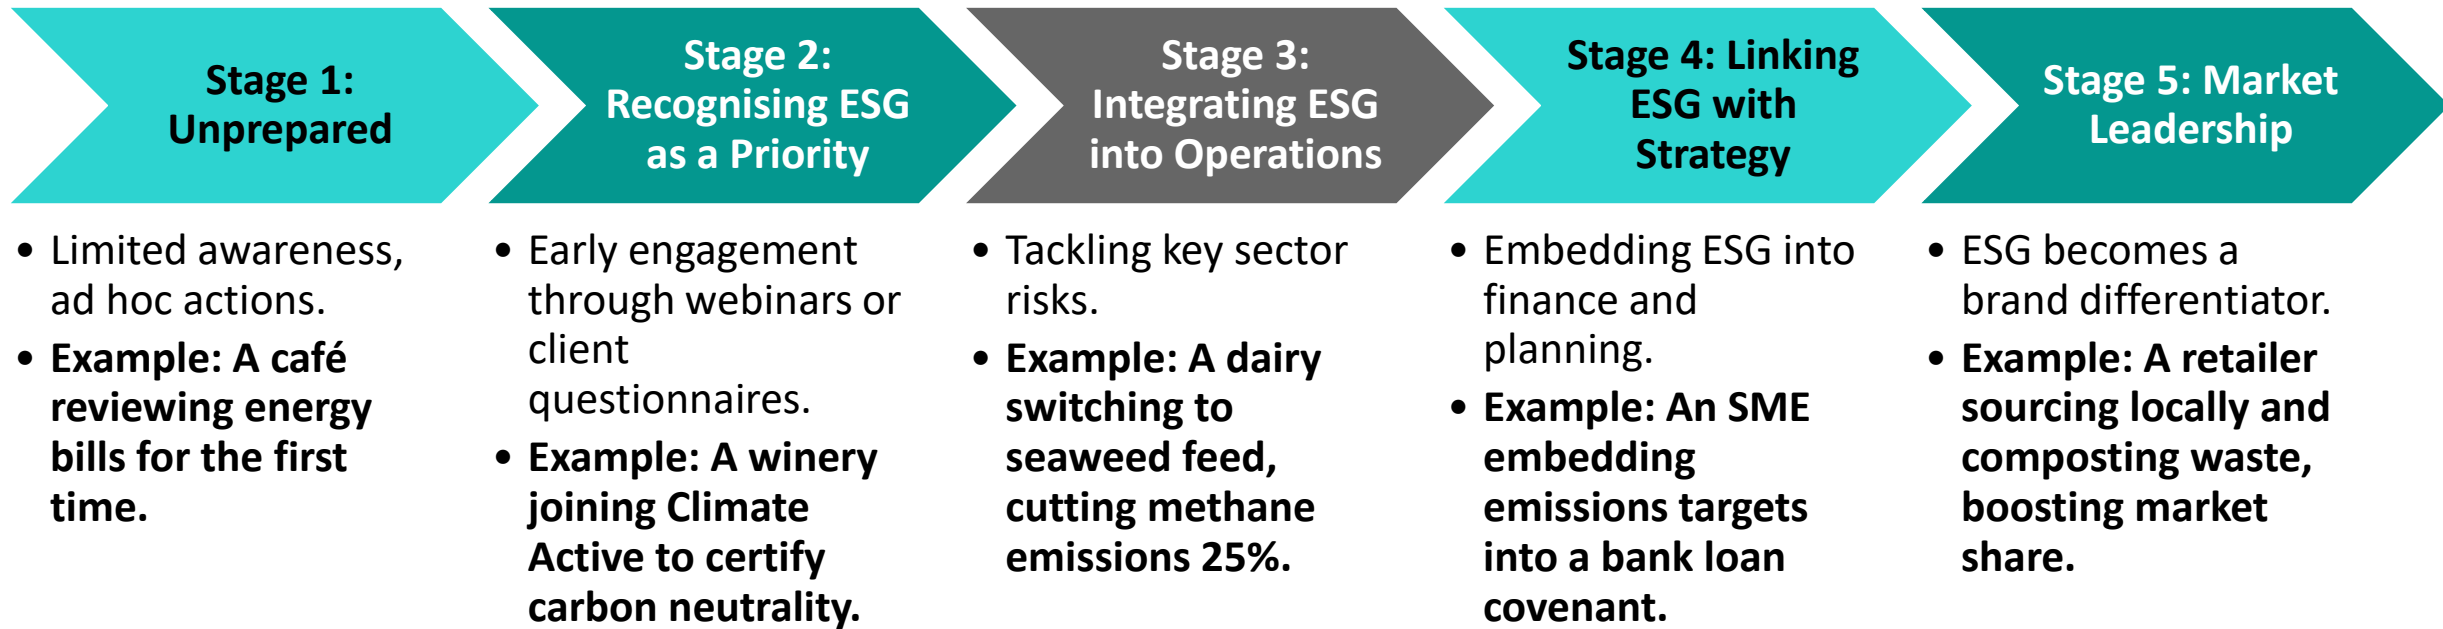 Stage 1:
Unprepared
• Limited awareness,
ad hoc actions.
• Example: A café
reviewing energy
bills for the first
time.
Stage 2:
Recognising ESG
as a Priority
• Early engagement
through webinars or
client
questionnaires.
• Example: A winery
joining Climate
Active to certify
carbon neutrality.
Stage 3:
Integrating ESG
into Operations
• Tackling key sector
risks.
• Example: A dairy
switching to
seaweed feed,
cutting methane
emissions 25%.
Stage 4: Linking
ESG with
Strategy
• Embedding ESG into
finance and
planning.
• Example: An SME
embedding
emissions targets
into a bank loan
covenant.
Stage 5: Market
Leadership
• ESG becomes a
brand differentiator.
• Example: A retailer
sourcing locally and
composting waste,
boosting market
share.